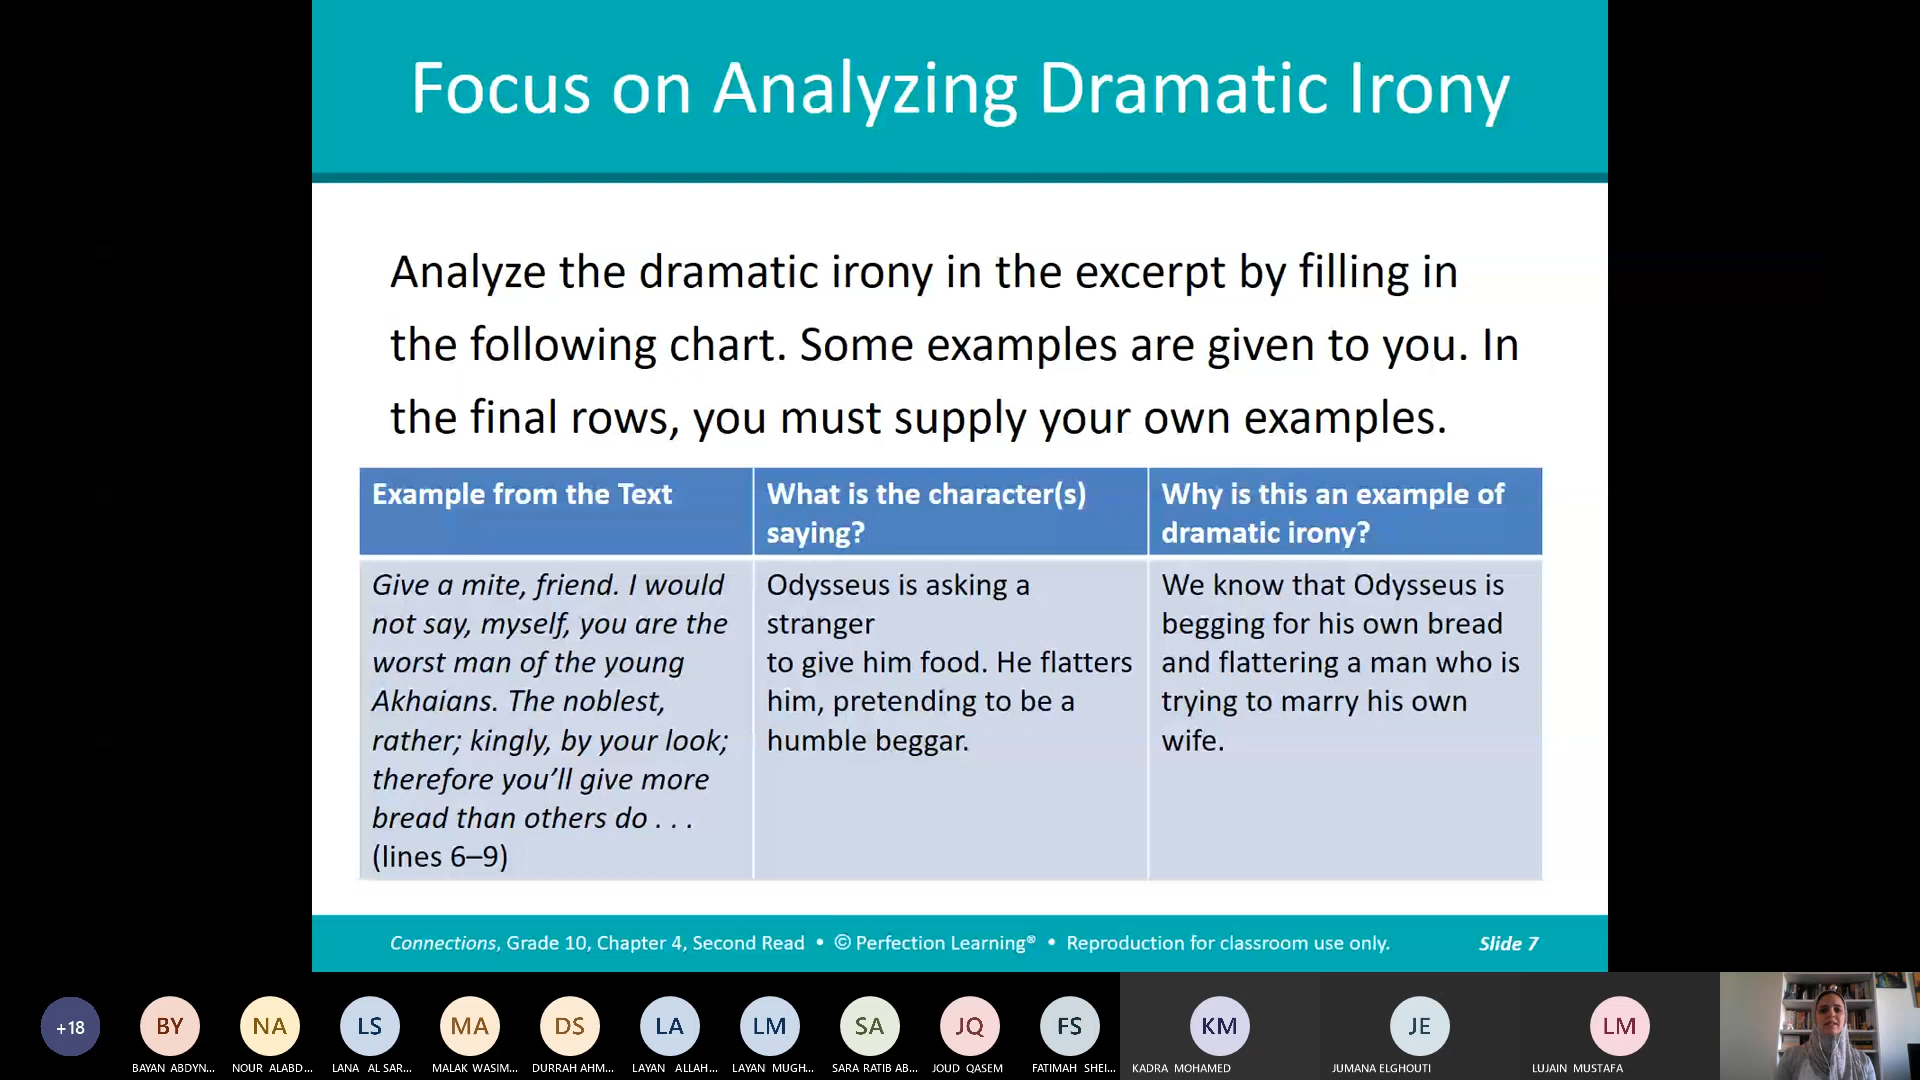 Focus on Analyzing Dramatic Irony
Analyze the dramatic irony in the excerpt by filling in
the following chart. Some examples are given to you. In
the final rows, you must supply your own examples.
Example from the Text
What is the character(s)
saying?
Why is this an example of
dramatic irony?
Give a mite, friend. I would
not say, myself, you are the
worst man of the young
Akhaians. The noblest,
rather; kingly, by your look;
therefore you’ll give more
bread than others do . . .
(lines 6–9)
Odysseus is asking a
stranger
to give him food. He flatters
him, pretending to be a
humble beggar.
We know that Odysseus is
begging for his own bread
and flattering a man who is
trying to marry his own
wife.
Connections, Grade 10, Chapter 4, Second Read • © Perfection Learning® • Reproduction for classroom use only. Slide 7
+18 BY NA LS MA DS LA LM SA JQ FS KM JE LM
BAYAN ABDYN... NOUR ALABD... LANA AL SAR... MALAK WASIM... DURRAH AHM... LAYAN ALLAH... LAYAN MUGH... SARA RATIB AB... JOUD QASEM FATIMAH SHEI... KADRA MOHAMED JUMANA ELGHOUTI LUJAIN MUSTAFA